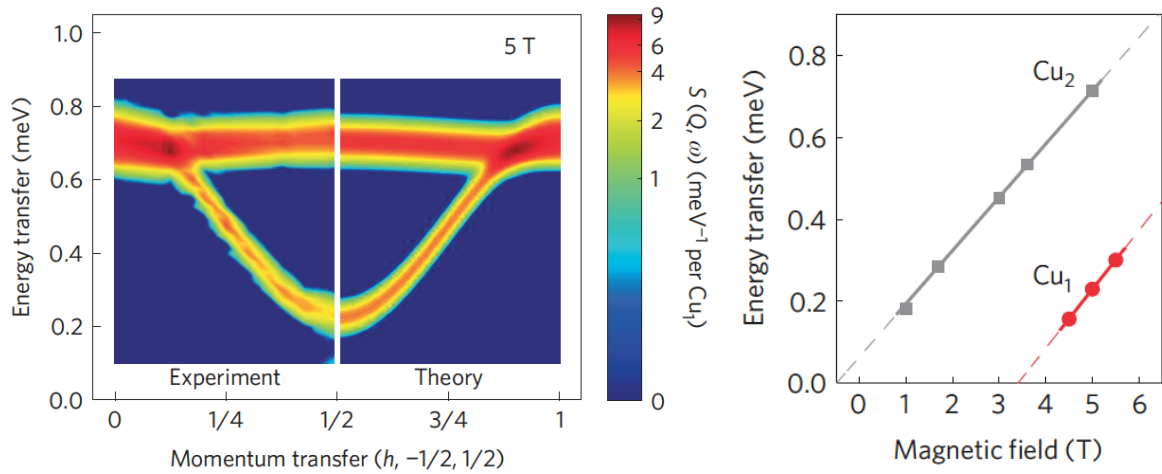 5 T
Energy transfer (meV)
1.0
0.8
0.6
0.4
0.2
0.0
Experiment
Theory
0
1/4
1/2
3/4
1
Momentum transfer (h, −1/2, 1/2)
9
6
4
2
1
0
S (Q, ω) (meV⁻¹ per Cu₁)
Energy transfer (meV)
0.8
0.6
0.4
0.2
0.0
Cu₂
Cu₁
0
1
2
3
4
5
6
Magnetic field (T)